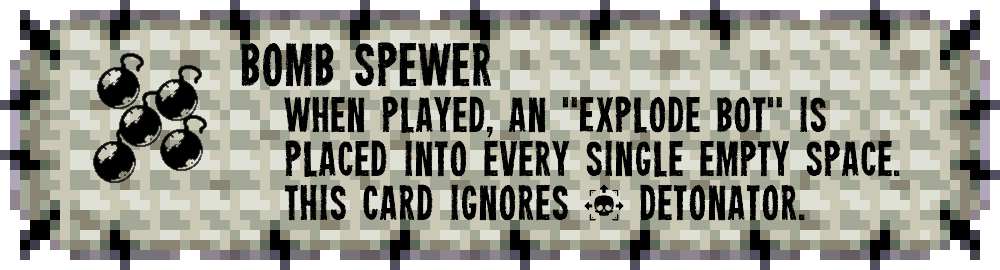 BOMB SPEWER
WHEN PLAYED, AN "EXPLODE BOT" IS
PLACED INTO EVERY SINGLE EMPTY SPACE.
THIS CARD IGNORES DETONATOR.